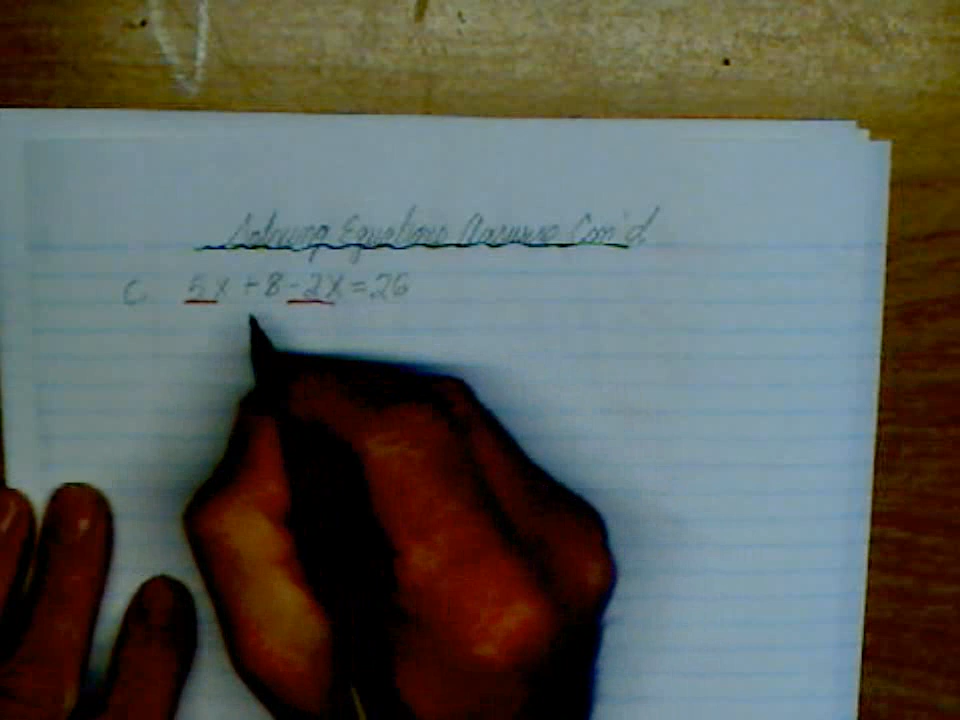 Solving Equations Answers Con'd
C 5x + 8 - 2x = 26